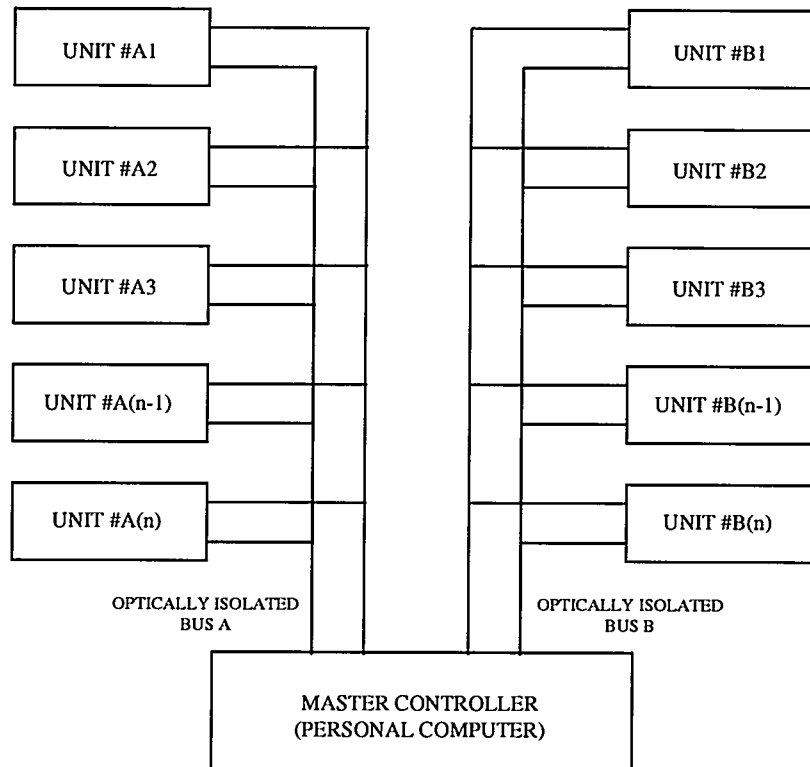 UNIT #A1
UNIT #B1
UNIT #A2
UNIT #B2
UNIT #A3
UNIT #B3
UNIT #A(n-1)
UNIT #B(n-1)
UNIT #A(n)
UNIT #B(n)
OPTICALLY ISOLATED
BUS A
OPTICALLY ISOLATED
BUS B
MASTER CONTROLLER
(PERSONAL COMPUTER)